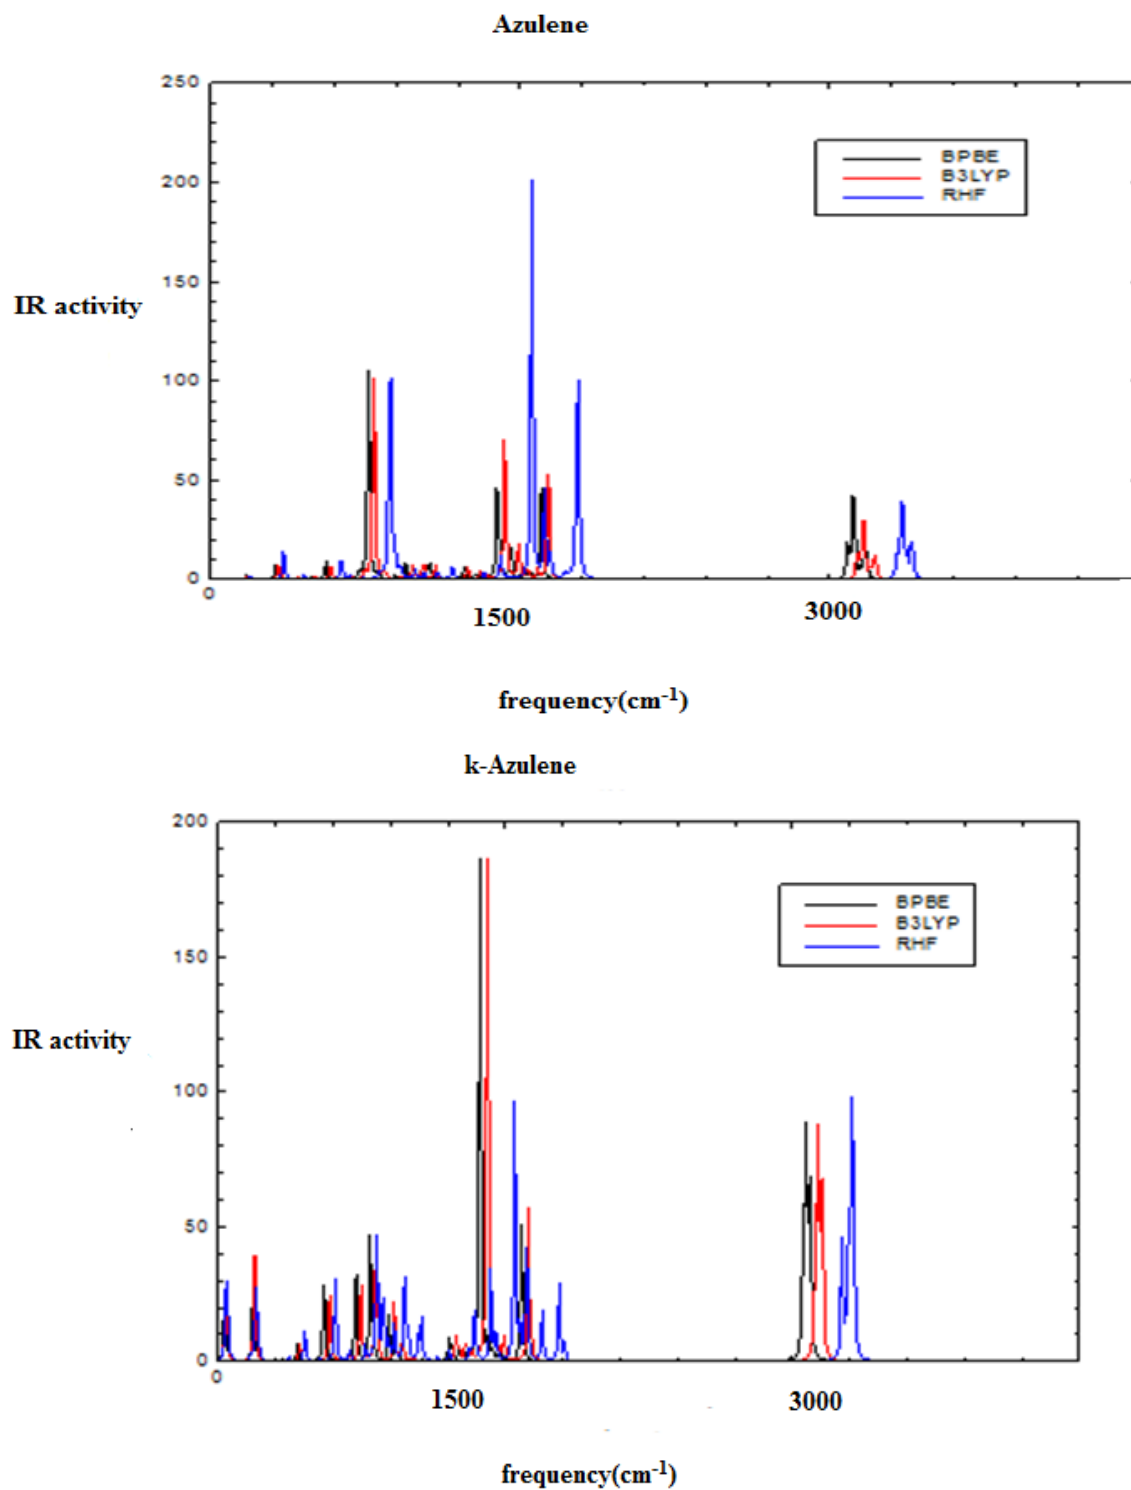 Azulene
250
BPBE
B3LYP
RHF
200
150
IR activity
100
50
0
0
1500
3000
frequency(cm-1)
k-Azulene
200
BPBE
B3LYP
RHF
150
IR activity
100
50
0
0
1500
3000
frequency(cm-1)